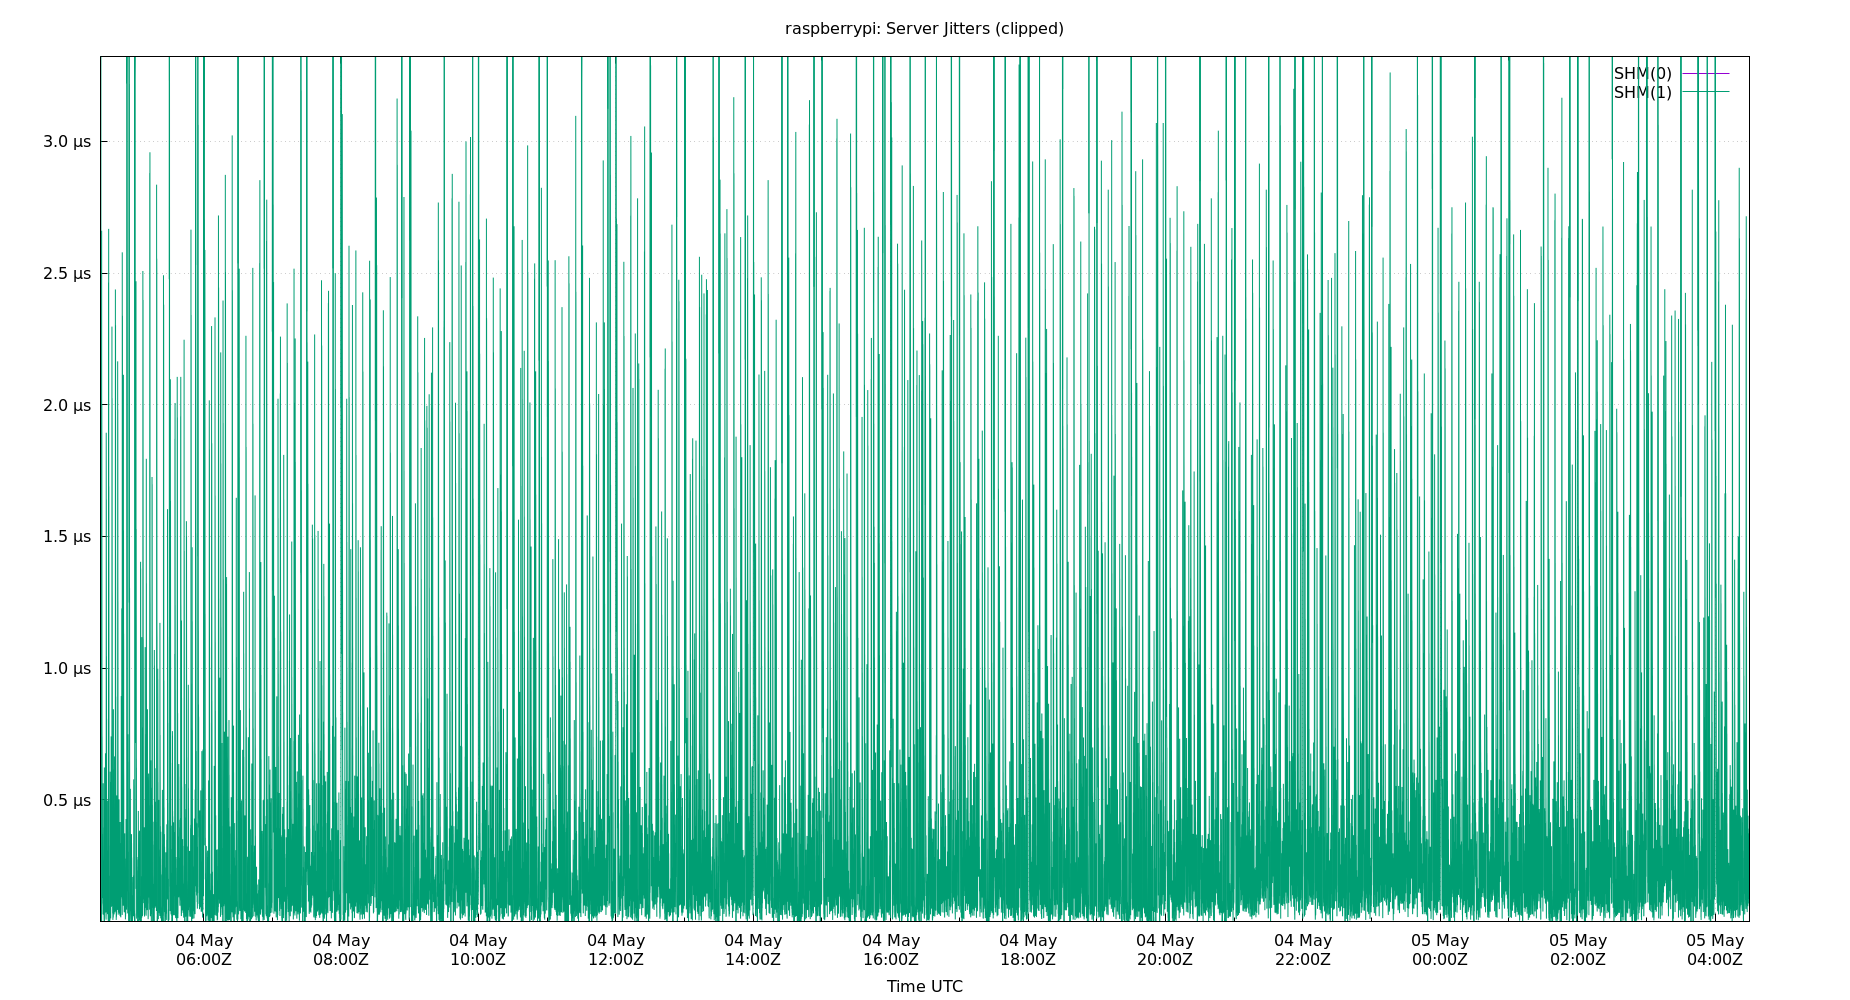 raspberrypi: Server Jitters (clipped)
SHM(0)
SHM(1)
3.0 µs
2.5 µs
2.0 µs
1.5 µs
1.0 µs
0.5 µs
04 May 04 May 04 May 04 May 04 May 04 May 04 May 04 May 04 May 05 May 05 May 05 May
06:00Z 08:00Z 10:00Z 12:00Z 14:00Z 16:00Z 18:00Z 20:00Z 22:00Z 00:00Z 02:00Z 04:00Z
Time UTC